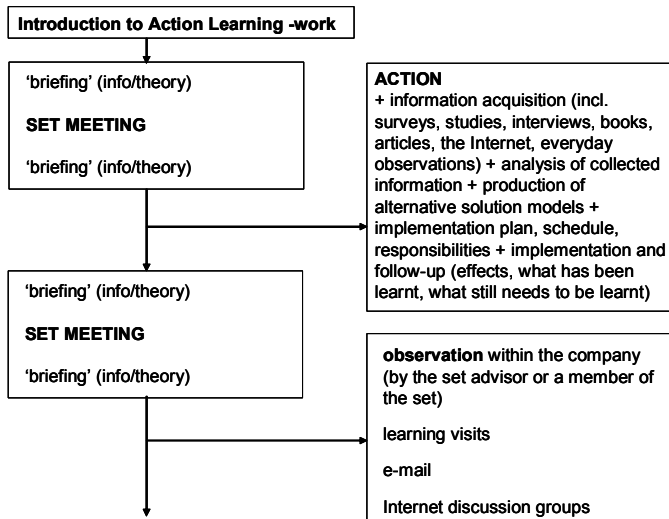 Introduction to Action Learning -work
'briefing' (info/theory)
SET MEETING
'briefing' (info/theory)
ACTION
+ information acquisition (incl.
surveys, studies, interviews, books,
articles, the Internet, everyday
observations) + analysis of collected
information + production of
alternative solution models +
implementation plan, schedule,
responsibilities + implementation and
follow-up (effects, what has been
learnt, what still needs to be learnt)
'briefing' (info/theory)
SET MEETING
'briefing' (info/theory)
observation within the company
(by the set advisor or a member of
the set)
learning visits
e-mail
Internet discussion groups